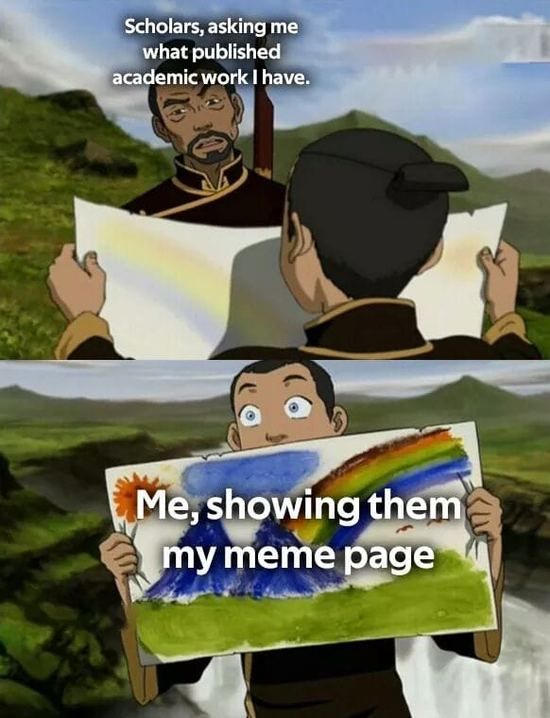 Scholars, asking me
what published
academic work I have.
Me, showing them
my meme page